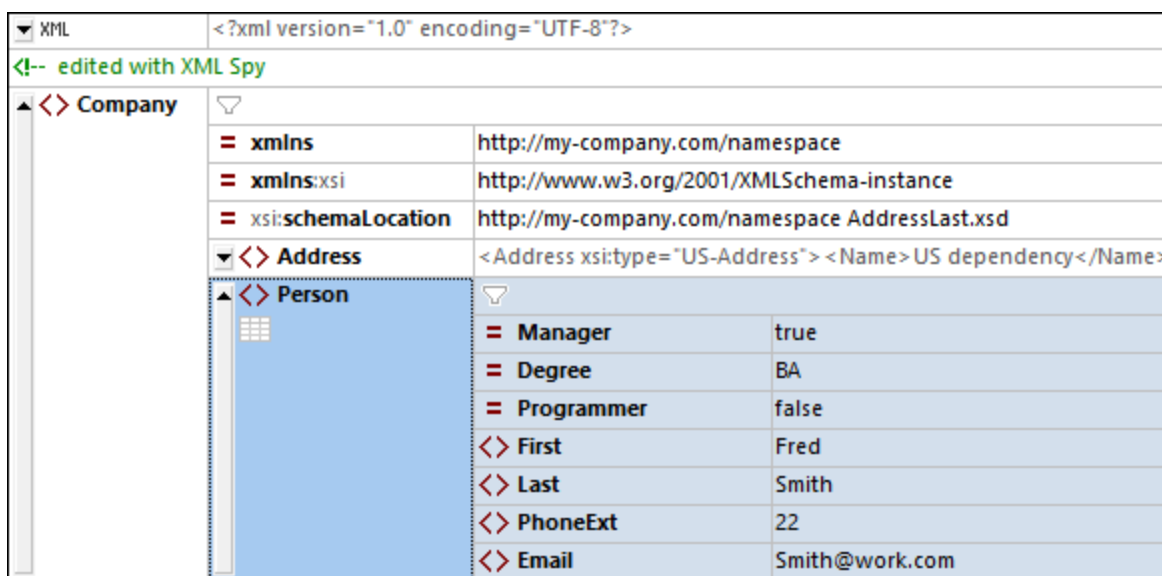 XML <?xml version="1.0" encoding="UTF-8"?>
<!-- edited with XML Spy
<> Company
= xmlns http://my-company.com/namespace
= xmlns:xsi http://www.w3.org/2001/XMLSchema-instance
= xsi:schemaLocation http://my-company.com/namespace AddressLast.xsd
<> Address <Address xsi:type="US-Address"><Name>US dependency</Name>
<> Person
= Manager true
= Degree BA
= Programmer false
<> First Fred
<> Last Smith
<> PhoneExt 22
<> Email Smith@work.com